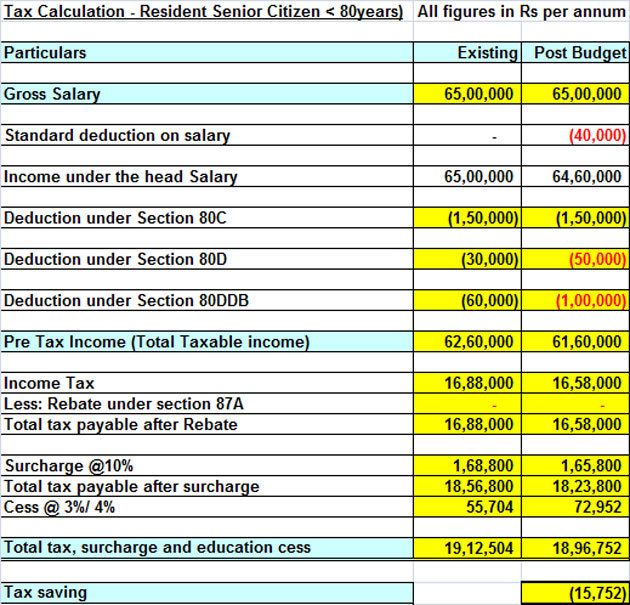 Tax Calculation - Resident Senior Citizen < 80years) All figures in Rs per annum
Particulars Existing Post Budget
Gross Salary 65,00,000 65,00,000
Standard deduction on salary - (40,000)
Income under the head Salary 65,00,000 64,60,000
Deduction under Section 80C (1,50,000) (1,50,000)
Deduction under Section 80D (30,000) (50,000)
Deduction under Section 80DDB (60,000) (1,00,000)
Pre Tax Income (Total Taxable income) 62,60,000 61,60,000
Income Tax 16,88,000 16,58,000
Less: Rebate under section 87A - -
Total tax payable after Rebate 16,88,000 16,58,000
Surcharge @10% 1,68,800 1,65,800
Total tax payable after surcharge 18,56,800 18,23,800
Cess @ 3%/ 4% 55,704 72,952
Total tax, surcharge and education cess 19,12,504 18,96,752
Tax saving (15,752)